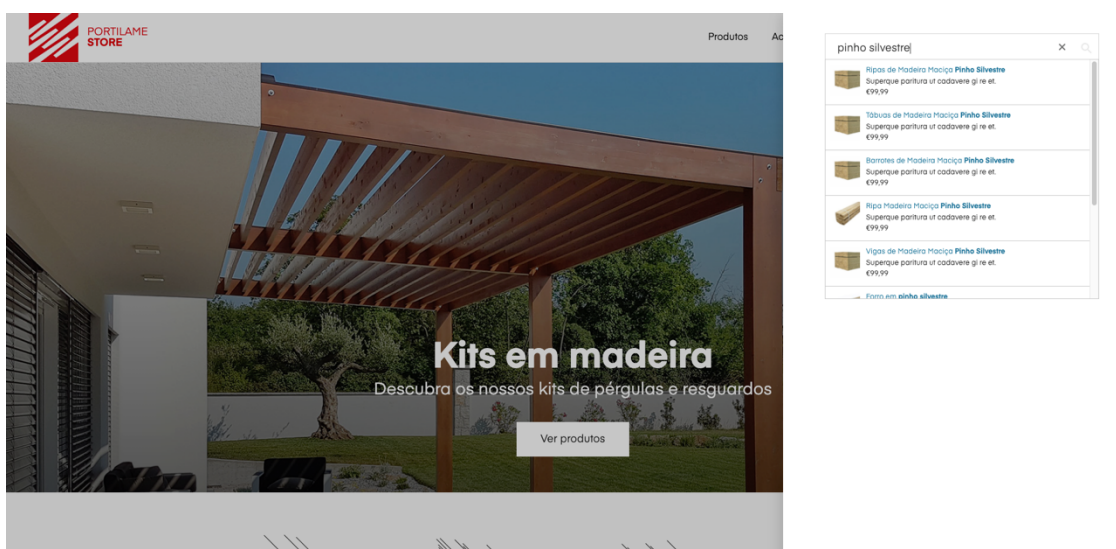 PORTILAME
STORE
Produtos
pinho silvestre
Ripas de Madeira Maciça Pinho Silvestre
Superque paritura ut cadavere gi re et.
€99,99
Tábuas de Madeira Maciça Pinho Silvestre
Superque paritura ut cadavere gi re et.
€99,99
Barrotes de Madeira Maciça Pinho Silvestre
Superque paritura ut cadavere gi re et.
€99,99
Ripa Madeira Maciça Pinho Silvestre
Superque paritura ut cadavere gi re et.
€99,99
Vigas de Madeira Maciça Pinho Silvestre
Superque paritura ut cadavere gi re et.
€99,99
Forro em pinho silvestre
Kits em madeira
Descubra os nossos kits de pérgulas e resguardos
Ver produtos